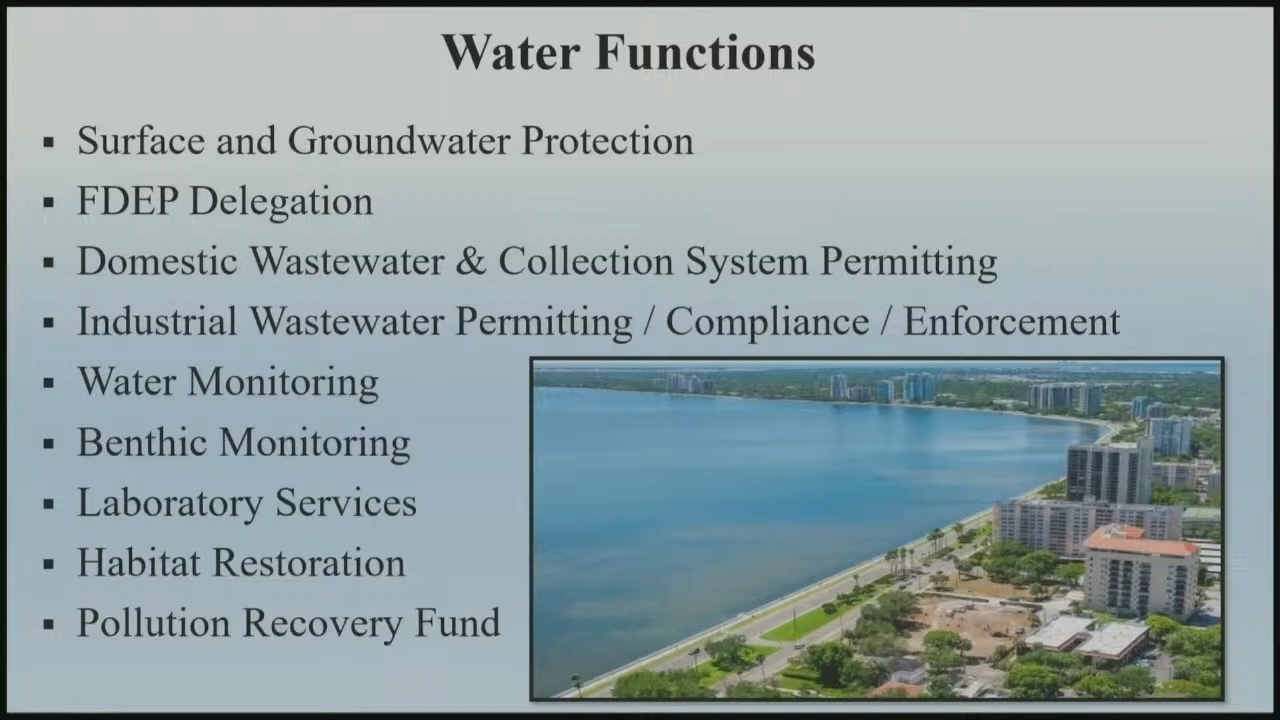 Water Functions
▪ Surface and Groundwater Protection
▪ FDEP Delegation
▪ Domestic Wastewater & Collection System Permitting
▪ Industrial Wastewater Permitting / Compliance / Enforcement
▪ Water Monitoring
▪ Benthic Monitoring
▪ Laboratory Services
▪ Habitat Restoration
▪ Pollution Recovery Fund